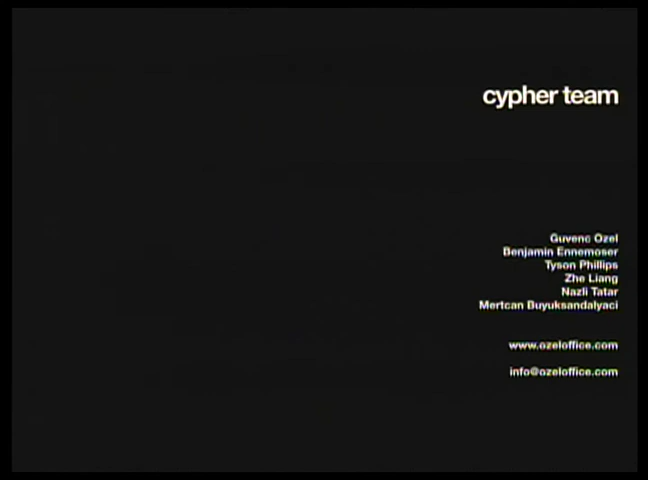 cypher team
Guvenc Ozel
Benjamin Ennemoser
Tyson Phillips
Zhe Liang
Nazli Tatar
Mertcan Buyuksandalyaci
www.ozeloffice.com
info@ozeloffice.com